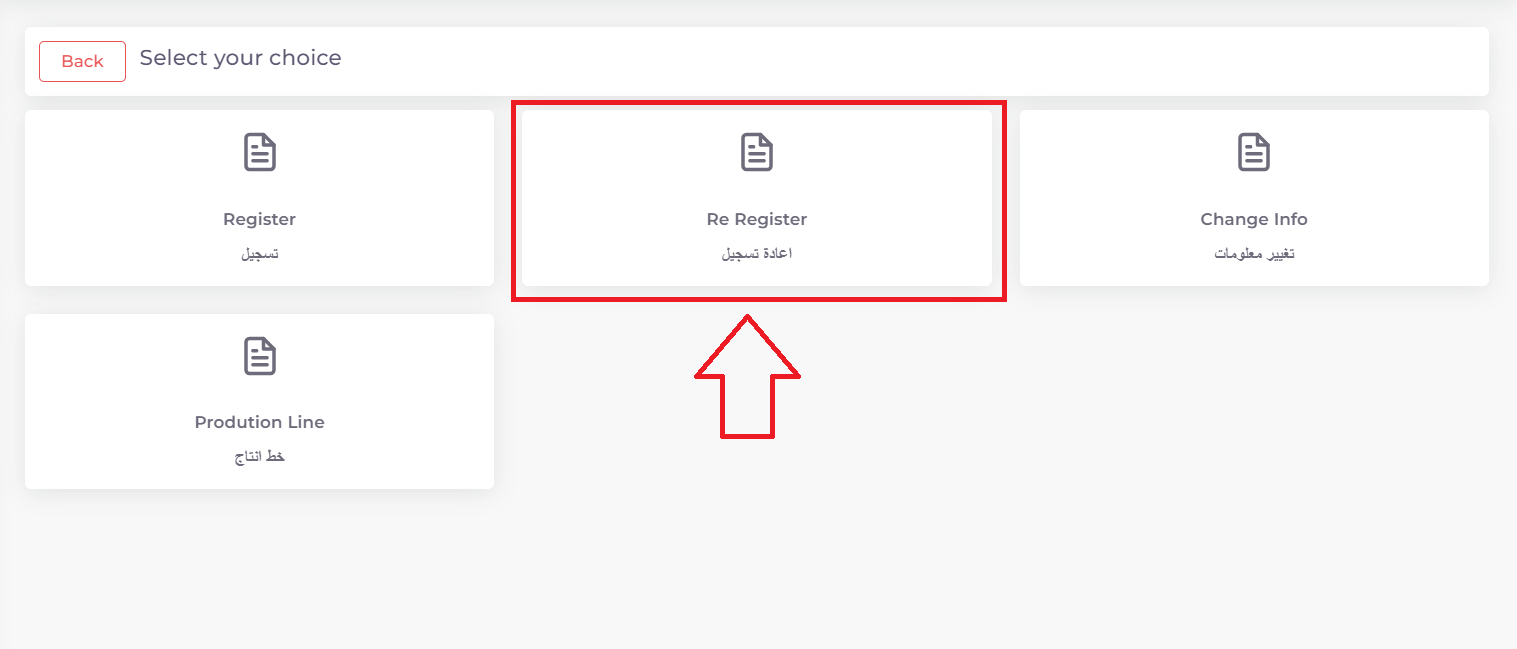 Back
Select your choice
Register
تسجيل
Re Register
اعادة تسجيل
Change Info
تغيير معلومات
Prodution Line
خط انتاج